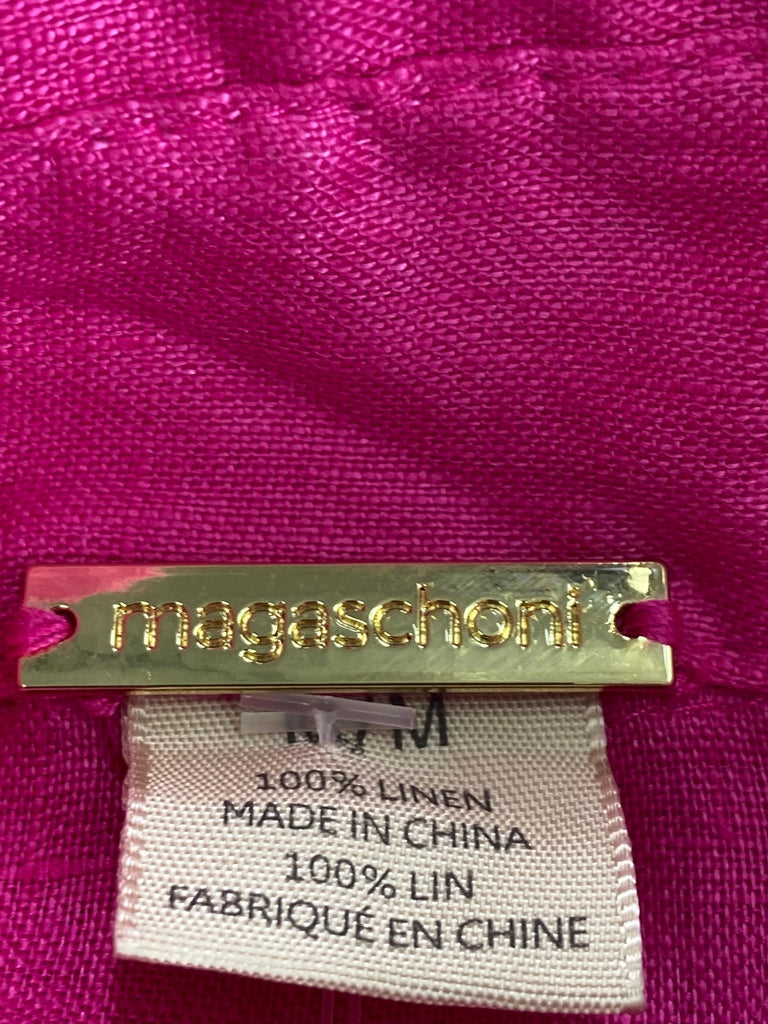 magaschoni
M/M
100% LINEN
MADE IN CHINA
100% LIN
FABRIQUÉ EN CHINE